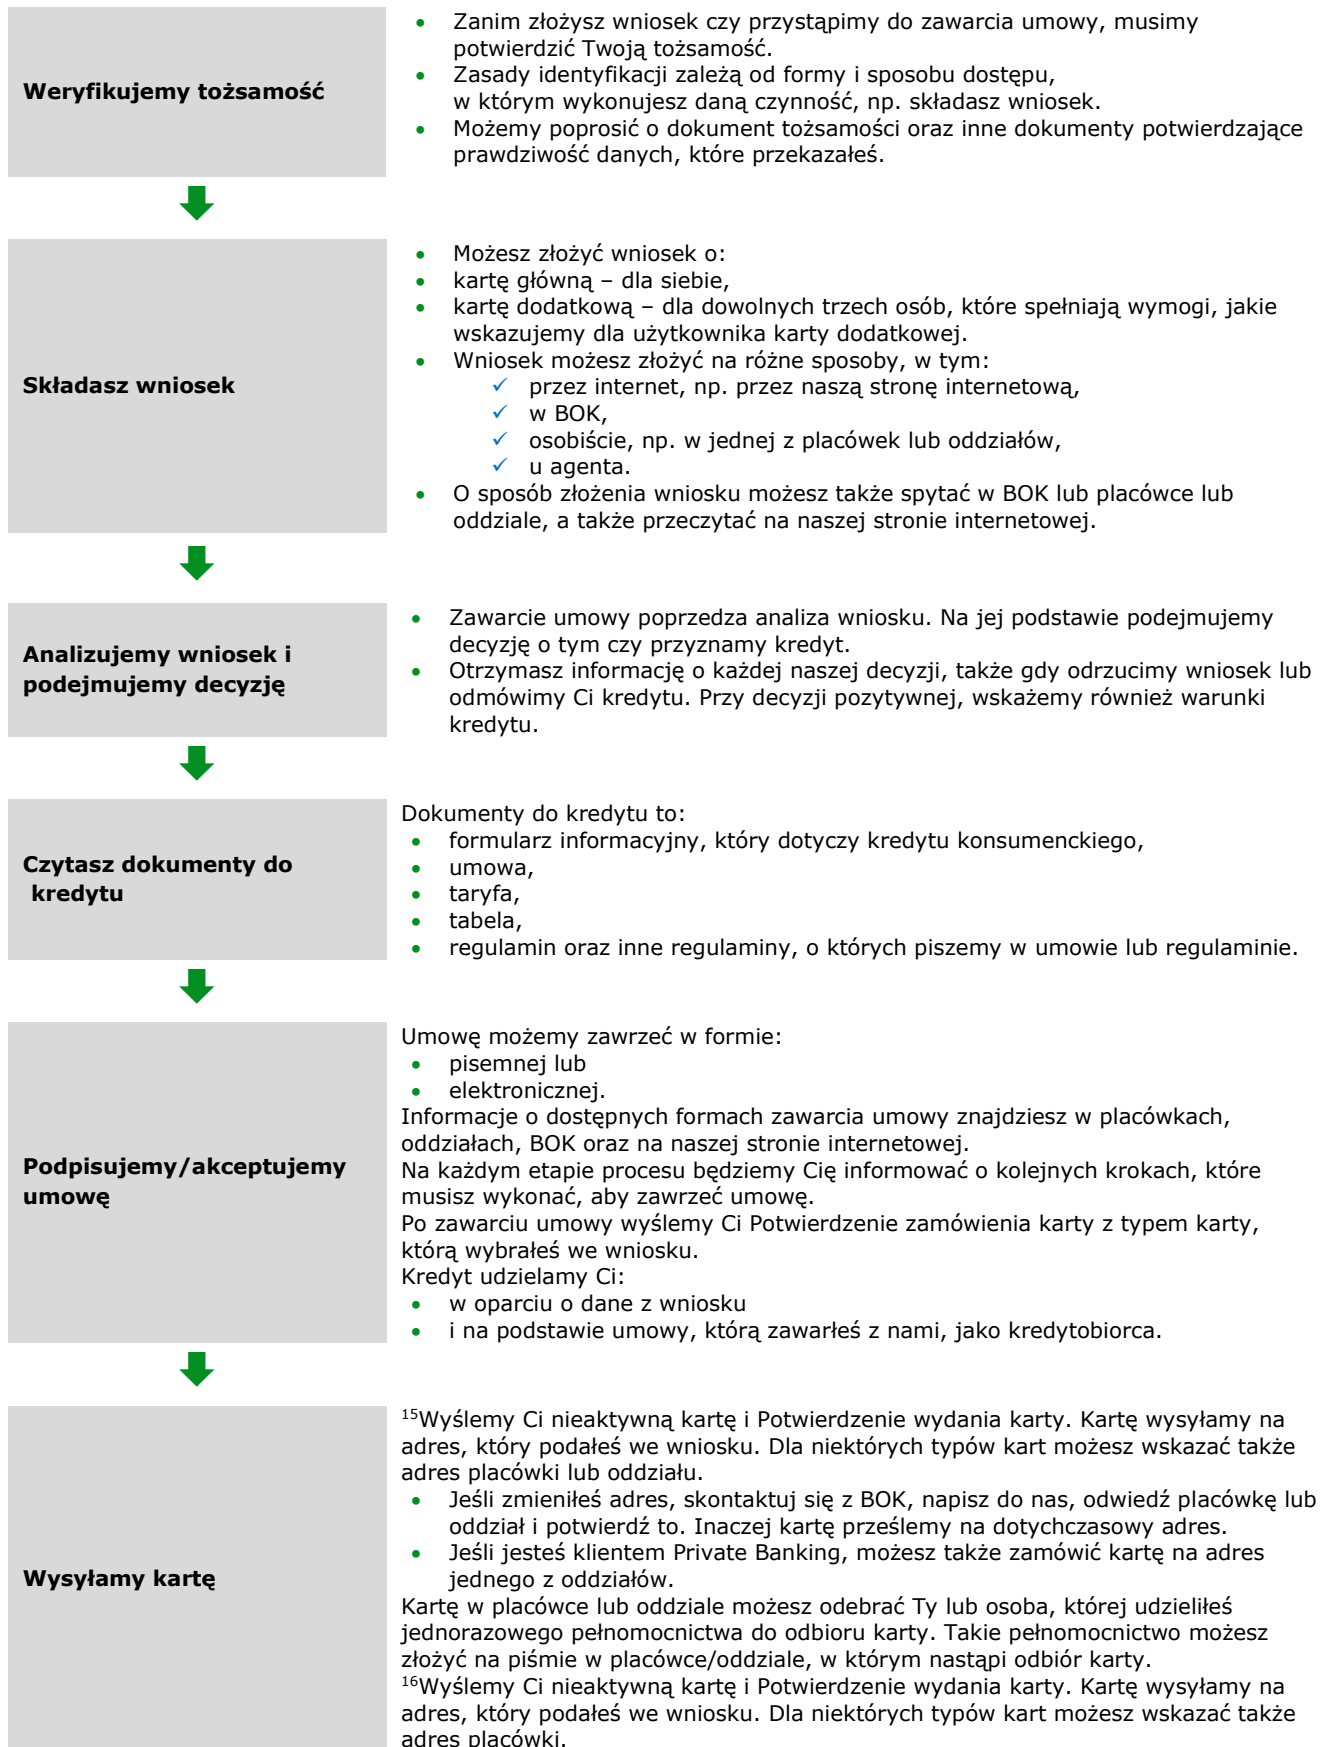 Weryfikujemy tożsamość
• Zanim złożysz wniosek czy przystąpimy do zawarcia umowy, musimy
potwierdzić Twoją tożsamość.
• Zasady identyfikacji zależą od formy i sposobu dostępu,
w którym wykonujesz daną czynność, np. składasz wniosek.
• Możemy poprosić o dokument tożsamości oraz inne dokumenty potwierdzające
prawdziwość danych, które przekazałeś.
Składasz wniosek
• Możesz złożyć wniosek o:
• kartę główną – dla siebie,
• kartę dodatkową – dla dowolnych trzech osób, które spełniają wymogi, jakie
wskazujemy dla użytkownika karty dodatkowej.
• Wniosek możesz złożyć na różne sposoby, w tym:
✓ przez internet, np. przez naszą stronę internetową,
✓ w BOK,
✓ osobiście, np. w jednej z placówek lub oddziałów,
✓ u agenta.
• O sposób złożenia wniosku możesz także spytać w BOK lub placówce lub
oddziale, a także przeczytać na naszej stronie internetowej.
Analizujemy wniosek i
podejmujemy decyzję
• Zawarcie umowy poprzedza analiza wniosku. Na jej podstawie podejmujemy
decyzję o tym czy przyznamy kredyt.
• Otrzymasz informację o każdej naszej decyzji, także gdy odrzucimy wniosek lub
odmówimy Ci kredytu. Przy decyzji pozytywnej, wskażemy również warunki
kredytu.
Czytasz dokumenty do
kredytu
Dokumenty do kredytu to:
• formularz informacyjny, który dotyczy kredytu konsumenckiego,
• umowa,
• taryfa,
• tabela,
• regulamin oraz inne regulaminy, o których piszemy w umowie lub regulaminie.
Podpisujemy/akceptujemy
umowę
Umowę możemy zawrzeć w formie:
• pisemnej lub
• elektronicznej.
Informacje o dostępnych formach zawarcia umowy znajdziesz w placówkach,
oddziałach, BOK oraz na naszej stronie internetowej.
Na każdym etapie procesu będziemy Cię informować o kolejnych krokach, które
musisz wykonać, aby zawrzeć umowę.
Po zawarciu umowy wyślemy Ci Potwierdzenie zamówienia karty z typem karty,
którą wybrałeś we wniosku.
Kredyt udzielamy Ci:
• w oparciu o dane z wniosku
• i na podstawie umowy, którą zawarłeś z nami, jako kredytobiorca.
Wysyłamy kartę
¹⁵Wyślemy Ci nieaktywną kartę i Potwierdzenie wydania karty. Kartę wysyłamy na
adres, który podałeś we wniosku. Dla niektórych typów kart możesz wskazać także
adres placówki lub oddziału.
• Jeśli zmieniłeś adres, skontaktuj się z BOK, napisz do nas, odwiedź placówkę lub
oddział i potwierdź to. Inaczej kartę prześlemy na dotychczasowy adres.
• Jeśli jesteś klientem Private Banking, możesz także zamówić kartę na adres
jednego z oddziałów.
Kartę w placówce lub oddziale możesz odebrać Ty lub osoba, której udzieliłeś
jednorazowego pełnomocnictwa do odbioru karty. Takie pełnomocnictwo możesz
złożyć na piśmie w placówce/oddziale, w którym nastąpi odbiór karty.
¹⁶Wyślemy Ci nieaktywną kartę i Potwierdzenie wydania karty. Kartę wysyłamy na
adres, który podałeś we wniosku. Dla niektórych typów kart możesz wskazać także
adres placówki.